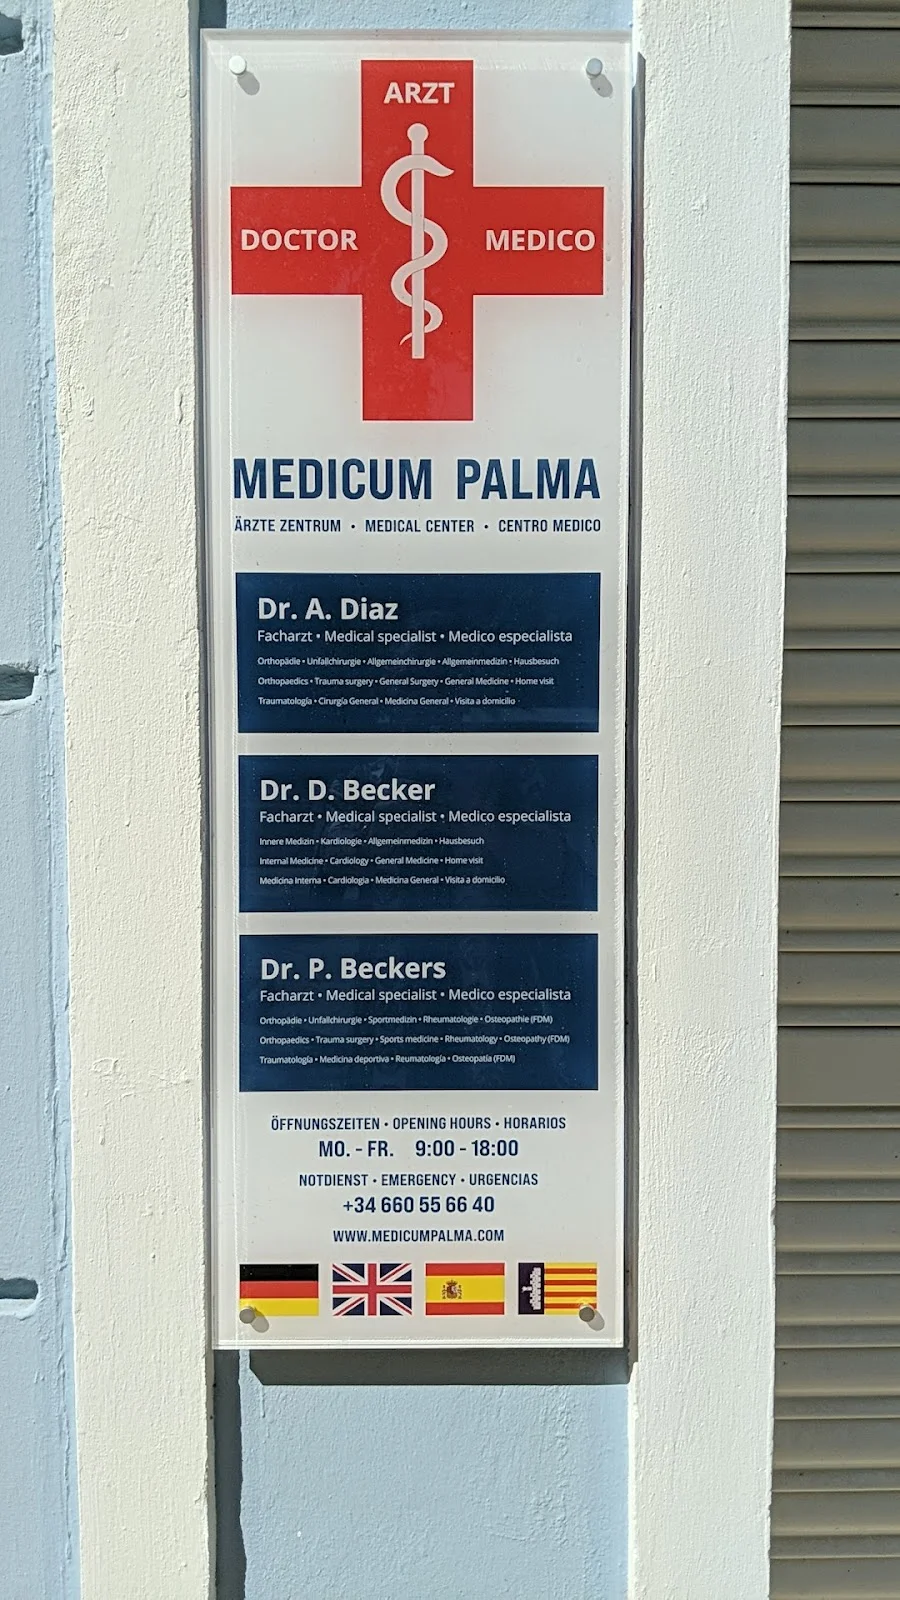 ARZT
DOCTOR MEDICO
MEDICUM PALMA
ÄRZTE ZENTRUM • MEDICAL CENTER • CENTRO MEDICO
Dr. A. Diaz
Facharzt • Medical specialist • Medico especialista
Orthopädie • Unfallchirurgie • Allgemeinchirurgie • Allgemeinmedizin • Hausbesuch
Orthopaedics • Trauma surgery • General Surgery • General Medicine • Home visit
Traumatología • Cirurgía General • Medicina General • Visita a domicilio
Dr. D. Becker
Facharzt • Medical specialist • Medico especialista
Innere Medizin • Kardiologie • Allgemeinmedizin • Hausbesuch
Internal Medicine • Cardiology • General Medicine • Home visit
Medicina Interna • Cardiologia • Medicina General • Visita a domicilio
Dr. P. Beckers
Facharzt • Medical specialist • Medico especialista
Orthopädie • Unfallchirurgie • Sportmedizin • Rheumatologie • Osteopathie (FDM)
Orthopaedics • Trauma surgery • Sports medicine • Rheumatology • Osteopathy (FDM)
Traumatología • Medicina deportiva • Reumatología • Osteopatía (FDM)
ÖFFNUNGSZEITEN • OPENING HOURS • HORARIOS
MO. - FR. 9:00 - 18:00
NOTDIENST • EMERGENCY • URGENCIAS
+34 660 55 66 40
WWW.MEDICUMPALMA.COM